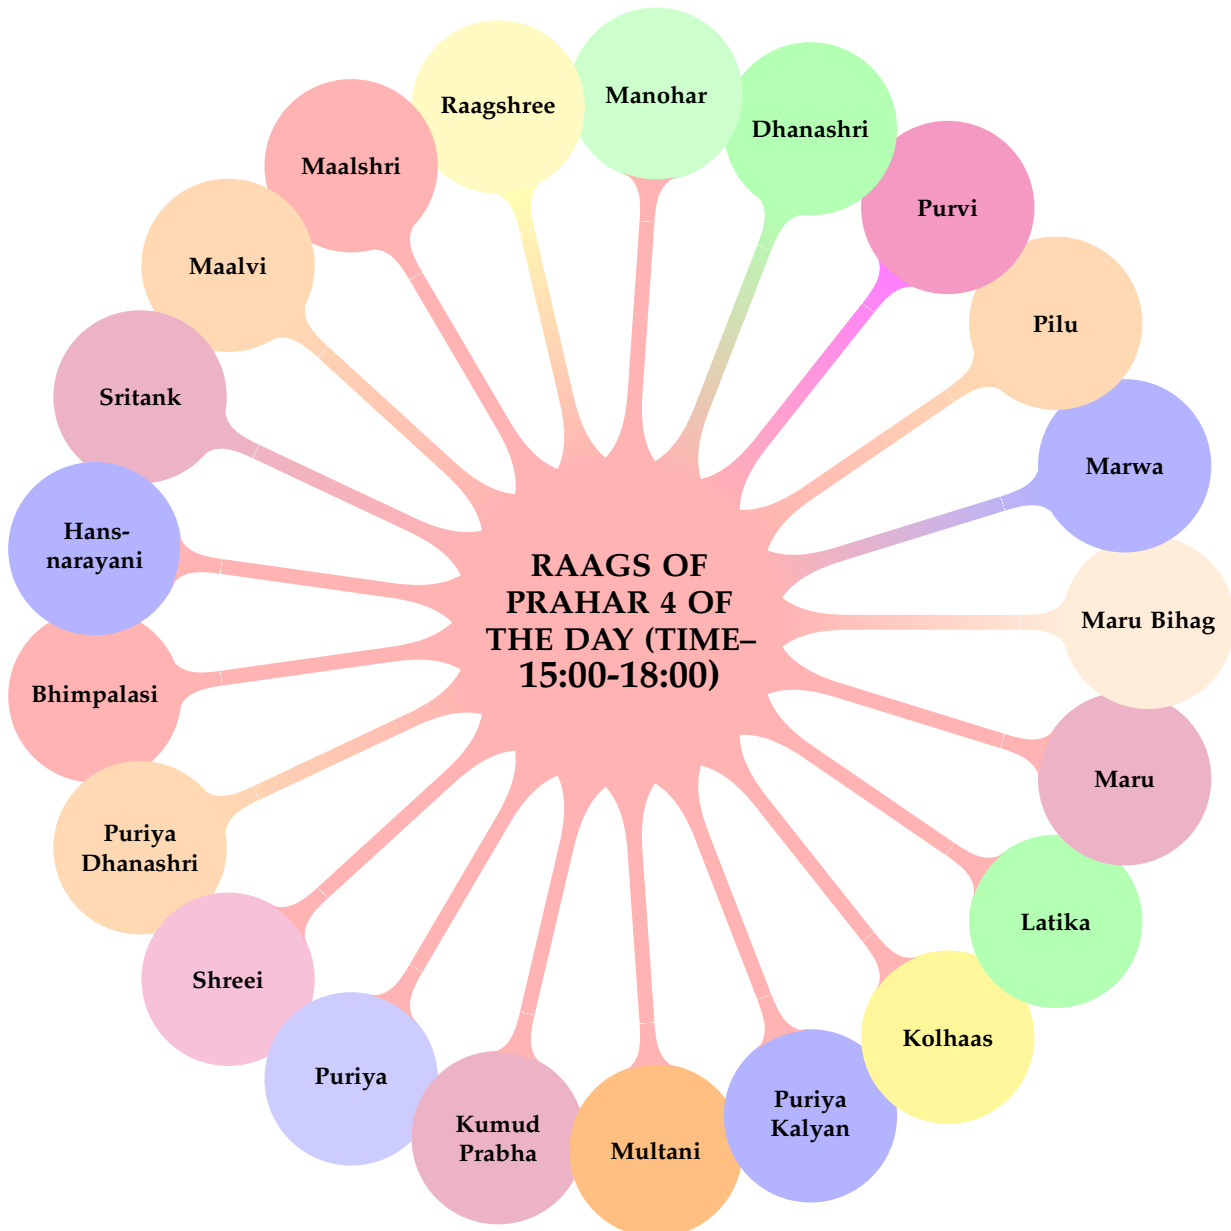 RAAGS OF
PRAHAR 4 OF
THE DAY (TIME–
15:00-18:00)
Manohar
Dhanashri
Purvi
Pilu
Marwa
Maru Bihag
Maru
Latika
Kolhaas
Puriya
Kalyan
Multani
Kumud
Prabha
Puriya
Shreei
Puriya
Dhanashri
Bhimpalasi
Hans-
narayani
Sritank
Maalvi
Maalshri
Raagshree